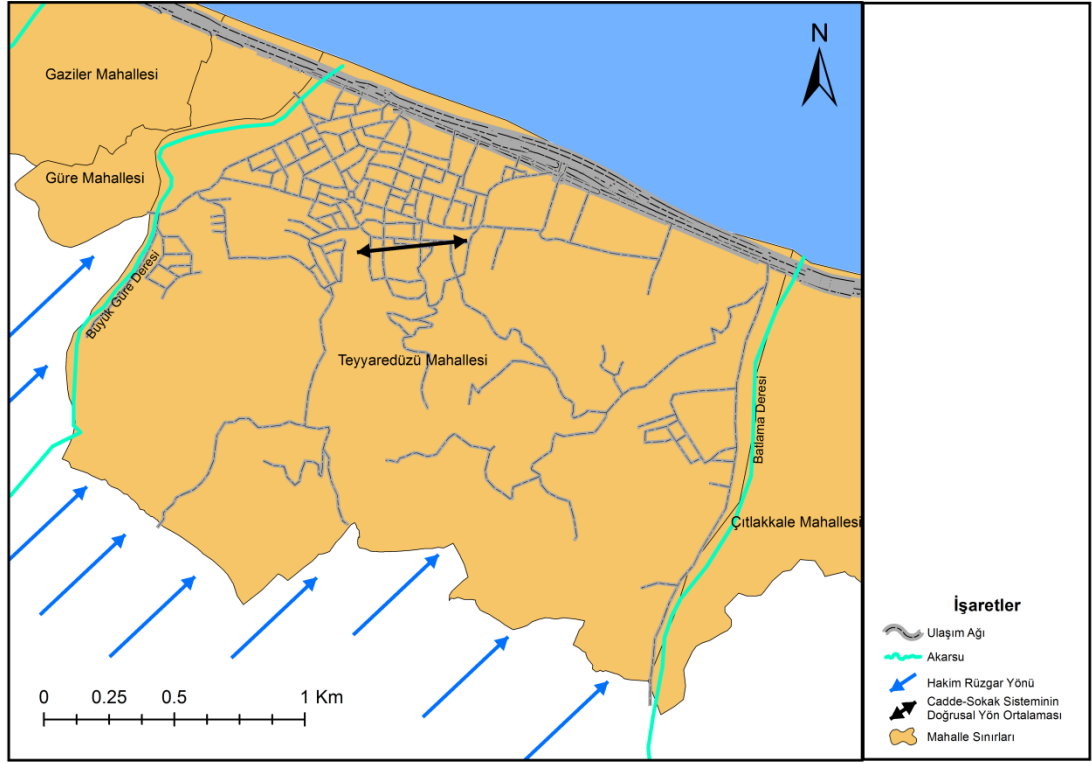 N
Gaziler Mahallesi
Güre Mahallesi
Büyük Güre Deresi
Teyyaredüzü Mahallesi
Batlama Deresi
Çıtlakkale Mahallesi
0 0.25 0.5 1 Km
İşaretler
Ulaşım Ağı
Akarsu
Hakim Rüzgar Yönü
Cadde-Sokak Sisteminin
Doğrusal Yön Ortalaması
Mahalle Sınırları